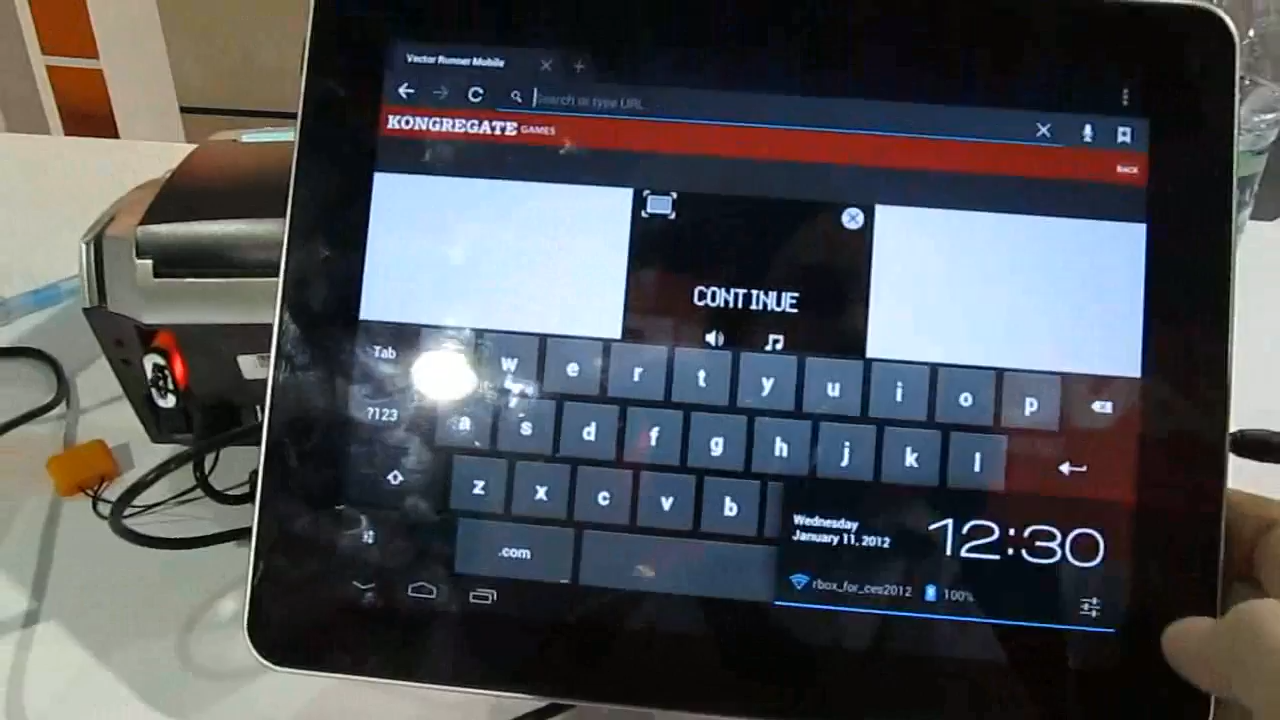 Vector Runner Mobile
Search or type URL
KONGREGATE GAMES
BACK
CONTINUE
Tab
w e r t y u i o p
?123
a s d f g h j k l
z x c v b
.com
Wednesday
January 11, 2012
12:30
rbox_for_ces2012
100%